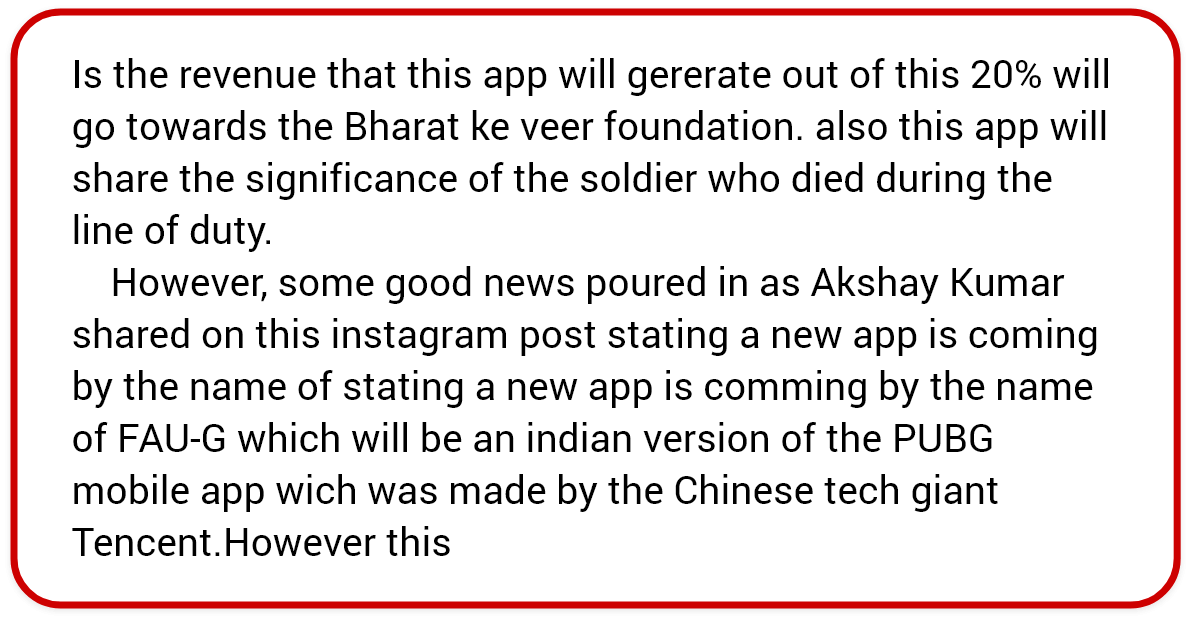 Is the revenue that this app will gererate out of this 20% will
go towards the Bharat ke veer foundation. also this app will
share the significance of the soldier who died during the
line of duty.
However, some good news poured in as Akshay Kumar
shared on this instagram post stating a new app is coming
by the name of stating a new app is comming by the name
of FAU-G which will be an indian version of the PUBG
mobile app wich was made by the Chinese tech giant
Tencent.However this